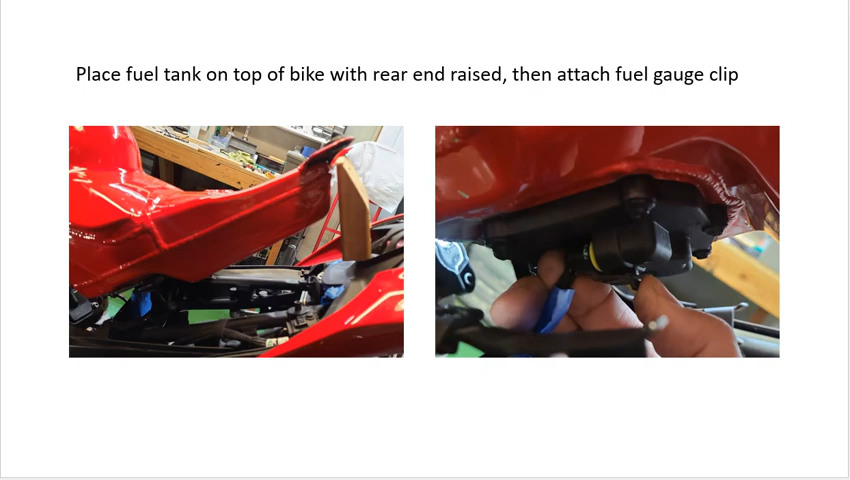 Place fuel tank on top of bike with rear end raised, then attach fuel gauge clip